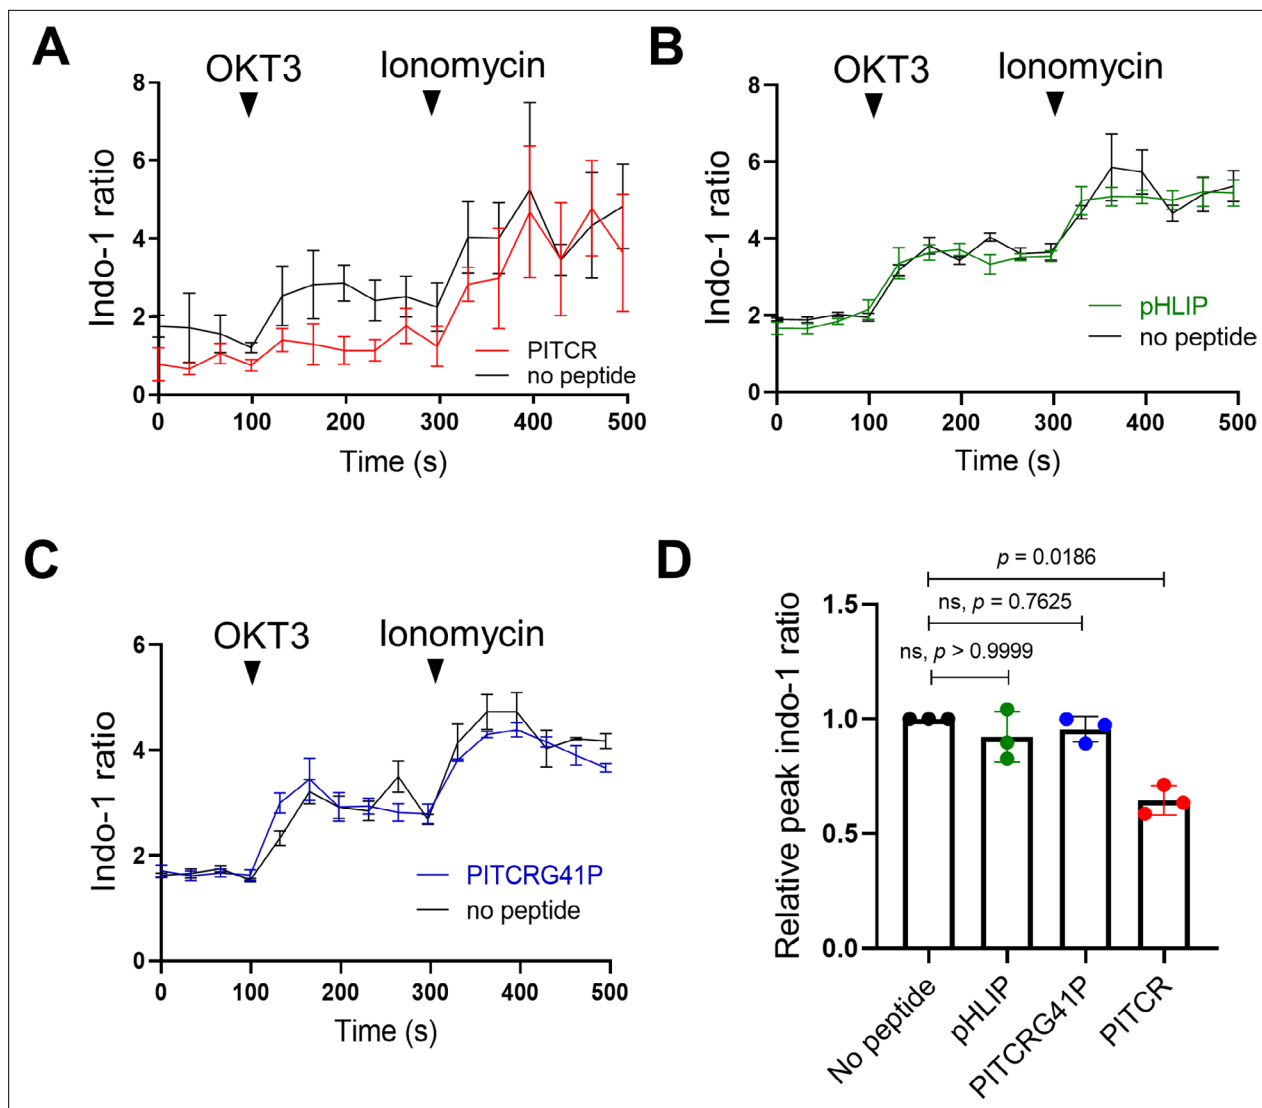 A
OKT3
Ionomycin
8
6
4
2
0
Indo-1 ratio
PITCR
no peptide
0 100 200 300 400 500
Time (s)
B
OKT3
Ionomycin
8
6
4
2
0
Indo-1 ratio
pHLIP
no peptide
0 100 200 300 400 500
Time (s)
C
OKT3
Ionomycin
6
4
2
0
Indo-1 ratio
PITCRG41P
no peptide
0 100 200 300 400 500
Time (s)
D
p = 0.0186
ns, p = 0.7625
ns, p > 0.9999
1.5
1.0
0.5
0.0
Relative peak indo-1 ratio
No peptide
pHLIP
PITCRG41P
PITCR